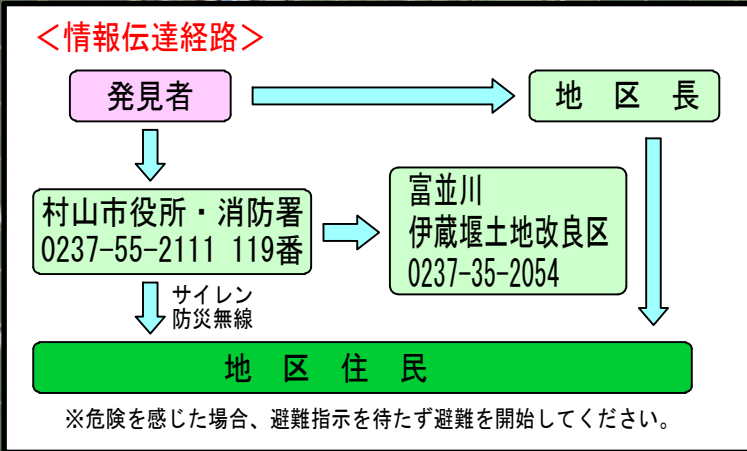 ＜情報伝達経路＞
発見者
地区長
村山市役所・消防署
0237-55-2111 119番
富並川
伊蔵堰土地改良区
0237-35-2054
サイレン
防災無線
地区住民
※危険を感じた場合、避難指示を待たず避難を開始してください。